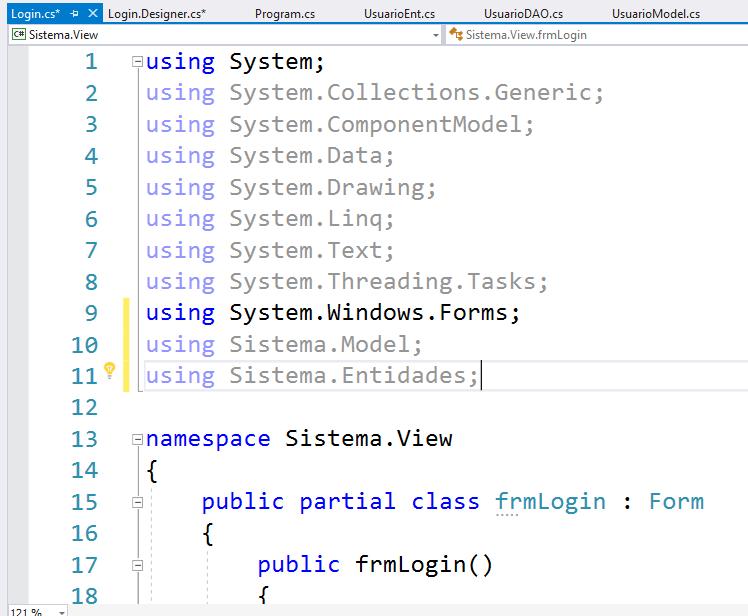 Login.cs* Login.Designer.cs* Program.cs UsuarioEnt.cs UsuarioDAO.cs UsuarioModel.cs
C# Sistema.View Sistema.View.frmLogin
1 using System;
2 using System.Collections.Generic;
3 using System.ComponentModel;
4 using System.Data;
5 using System.Drawing;
6 using System.Linq;
7 using System.Text;
8 using System.Threading.Tasks;
9 using System.Windows.Forms;
10 using Sistema.Model;
11 using Sistema.Entidades;
12
13 namespace Sistema.View
14 {
15 public partial class frmLogin : Form
16 {
17 public frmLogin()
18 {
121 %